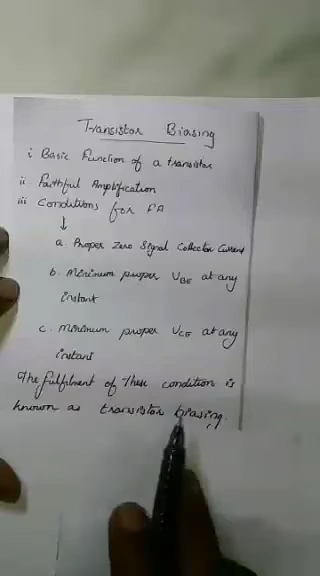 Transistor Biasing
i Basic Function of a transistor
ii Faithful Amplification
iii Conditions for FA
↓
a. Proper Zero Signal Collector Current
b. Minimum proper VBE at any
instant
c. Minimum proper VCE at any
instant
The fulfilment of these condition is
known as transistor biasing.